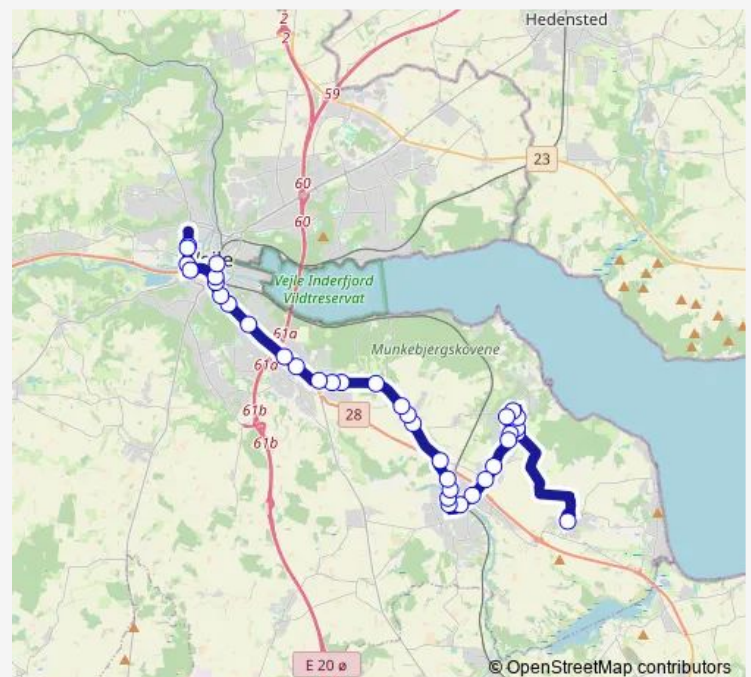 Hedensted
2
2
59
23
60
60
Vejle Inderfjord
Vildtreservat
61a
Munkebjergskovene
61a
28
61b
61b
E 20 ø
© OpenStreetMap contributors